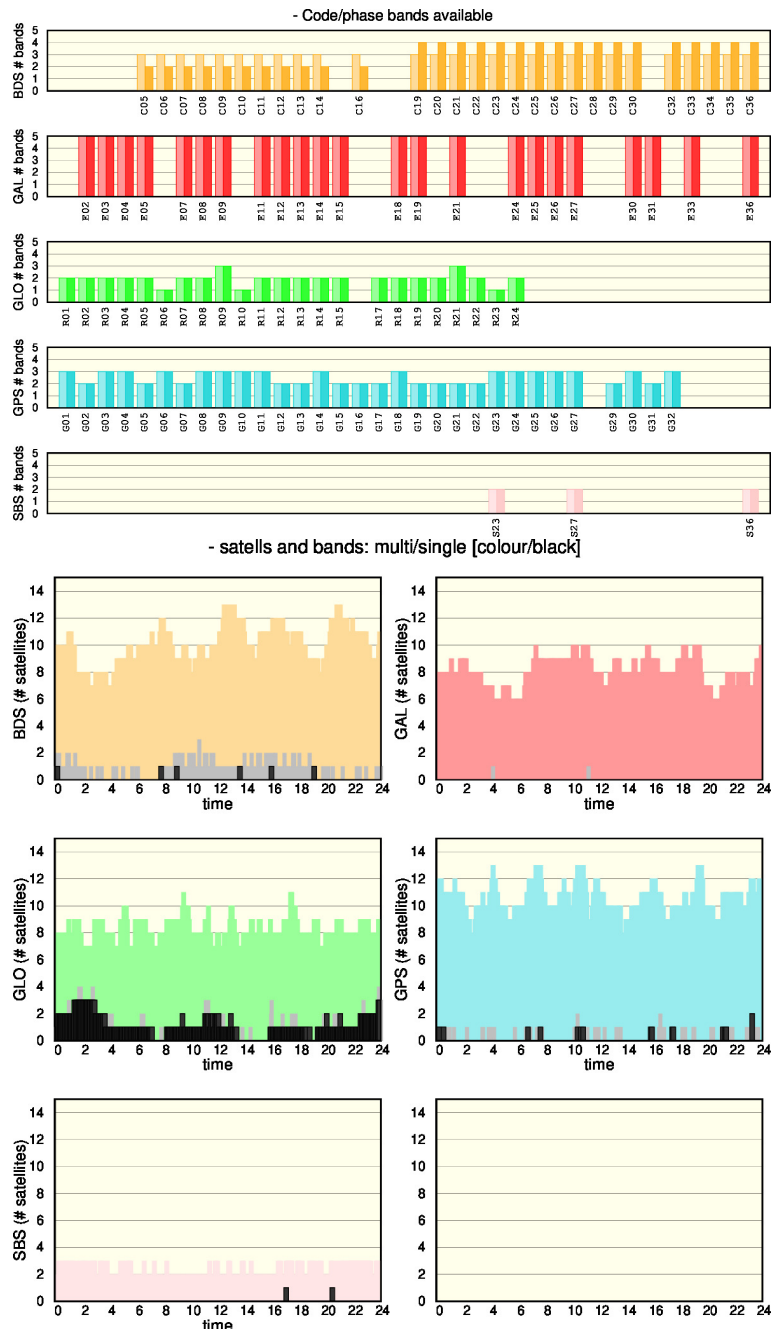 - Code/phase bands available
BDS # bands
5
4
3
2
1
0
C05 C06 C07 C08 C09 C10 C11 C12 C13 C14 C16 C19 C20 C21 C22 C23 C24 C25 C26 C27 C28 C29 C30 C32 C33 C34 C35 C36
GAL # bands
5
4
3
2
1
0
E02 E03 E04 E05 E07 E08 E09 E11 E12 E13 E14 E15 E18 E19 E21 E24 E25 E26 E27 E30 E31 E33 E36
GLO # bands
5
4
3
2
1
0
R01 R02 R03 R04 R05 R06 R07 R08 R09 R10 R11 R12 R13 R14 R15 R17 R18 R19 R20 R21 R22 R23 R24
GPS # bands
5
4
3
2
1
0
G01 G02 G03 G04 G05 G06 G07 G08 G09 G10 G11 G12 G13 G14 G15 G16 G17 G18 G19 G20 G21 G22 G23 G24 G25 G26 G27 G29 G30 G31 G32
SBS # bands
5
4
3
2
1
0
S23 S27 S36
- satells and bands: multi/single [colour/black]
BDS (# satellites)
14
12
10
8
6
4
2
0
0 2 4 6 8 10 12 14 16 18 20 22 24
time
GAL (# satellites)
14
12
10
8
6
4
2
0
0 2 4 6 8 10 12 14 16 18 20 22 24
time
GLO (# satellites)
14
12
10
8
6
4
2
0
0 2 4 6 8 10 12 14 16 18 20 22 24
time
GPS (# satellites)
14
12
10
8
6
4
2
0
0 2 4 6 8 10 12 14 16 18 20 22 24
time
SBS (# satellites)
14
12
10
8
6
4
2
0
0 2 4 6 8 10 12 14 16 18 20 22 24
time
14
12
10
8
6
4
2
0
0 2 4 6 8 10 12 14 16 18 20 22 24